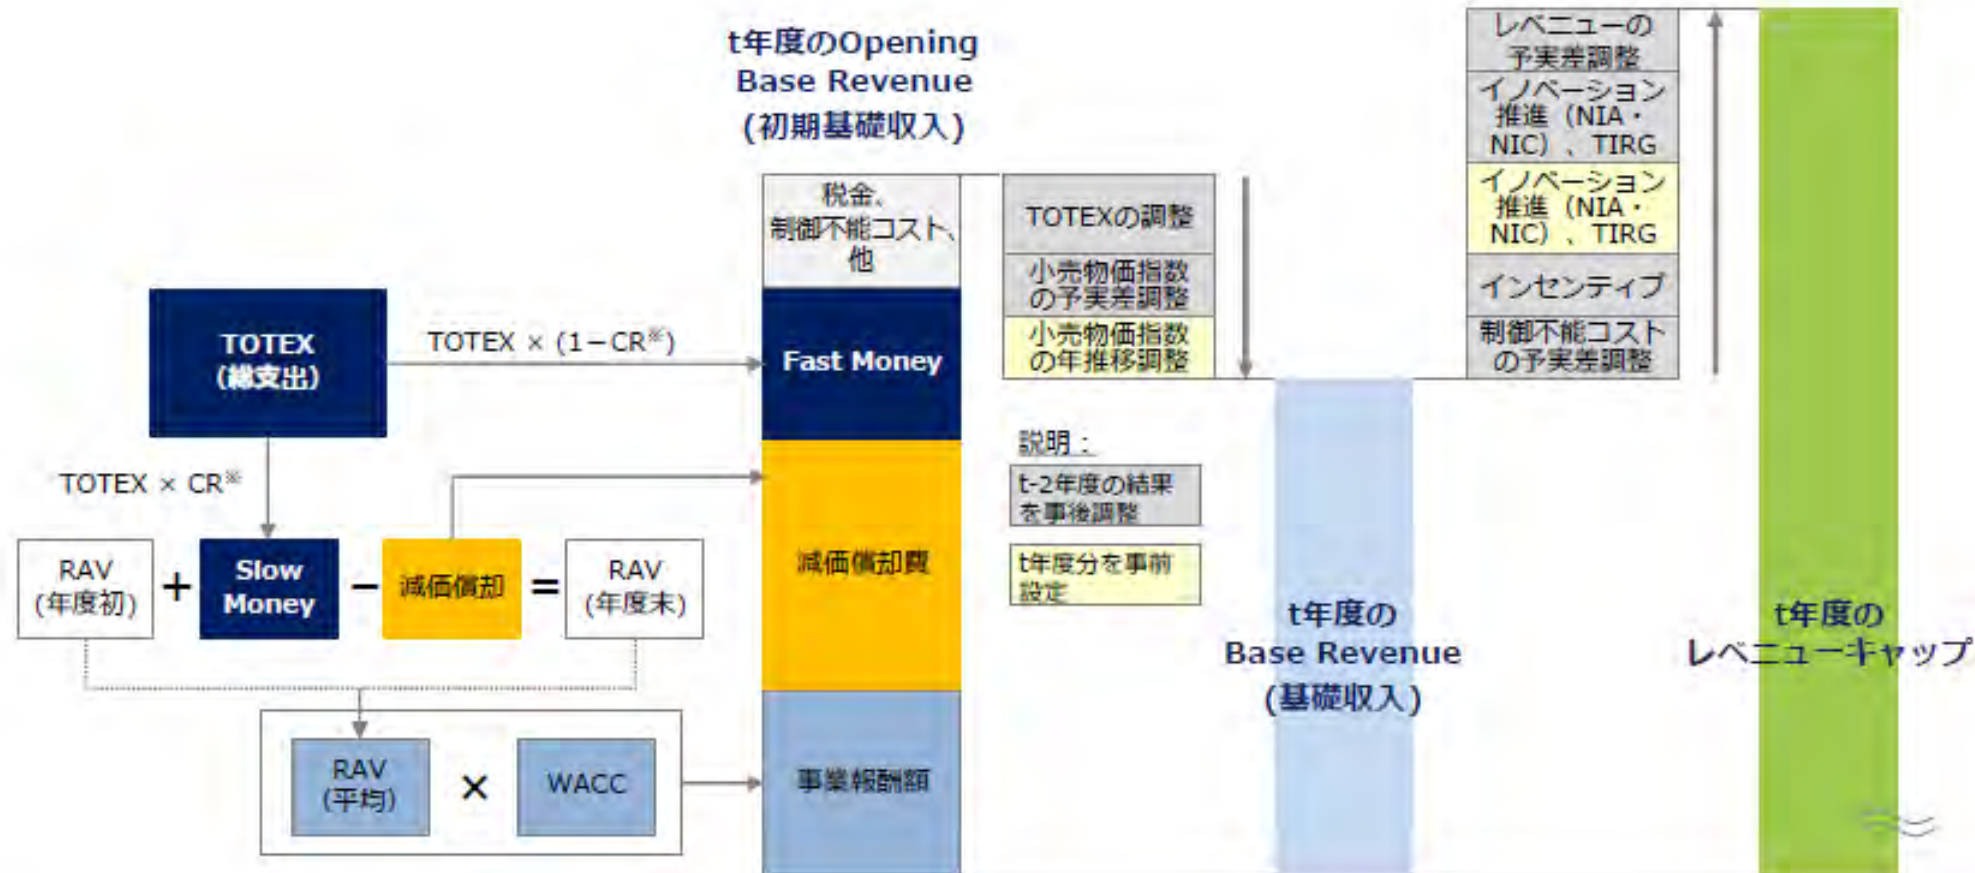 t年度のOpening
Base Revenue
(初期基礎収入)
税金、
制御不能コスト、
他
Fast Money
減価償却費
事業報酬額
TOTEX
(総支出)
TOTEX × (1－CR※)
TOTEX × CR※
RAV
(年度初)
+
Slow
Money
－
減価償却
=
RAV
(年度末)
RAV
(平均)
×
WACC
TOTEXの調整
小売物価指数
の予実差調整
小売物価指数
の年推移調整
説明：
t-2年度の結果
を事後調整
t年度分を事前
設定
t年度の
Base Revenue
(基礎収入)
レベニューの
予実差調整
イノベーション
推進（NIA・
NIC）、TIRG
イノベーション
推進（NIA・
NIC）、TIRG
インセンティブ
制御不能コスト
の予実差調整
t年度の
レベニューキャップ